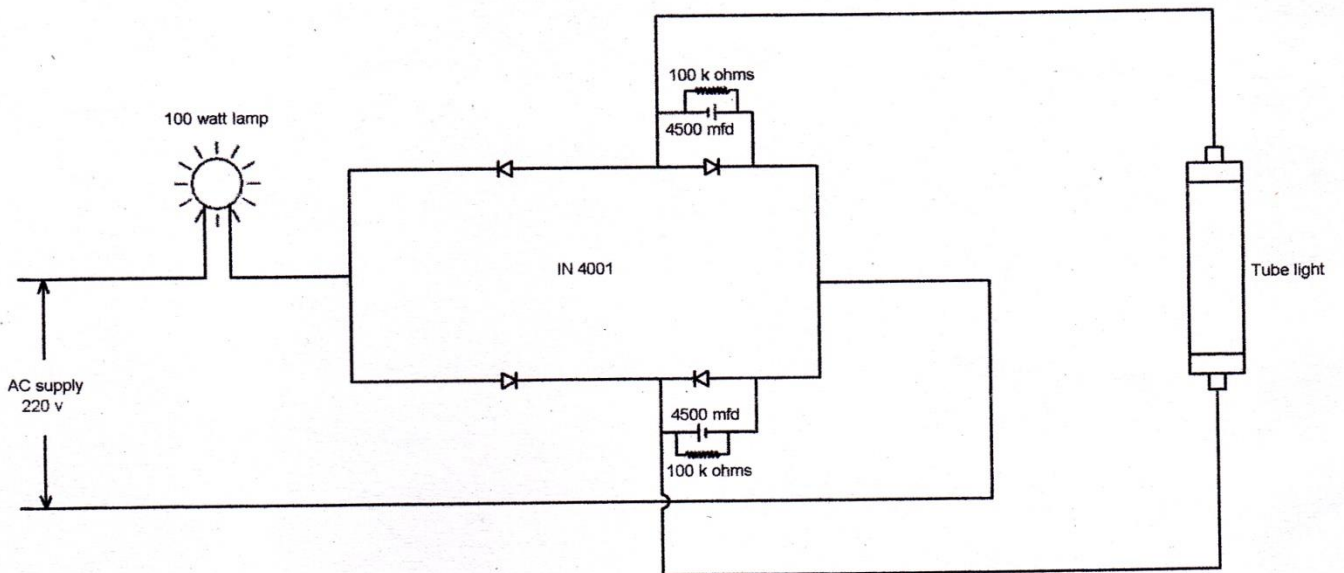 100 k ohms
100 watt lamp
4500 mfd
IN 4001
Tube light
AC supply
220 v
4500 mfd
100 k ohms